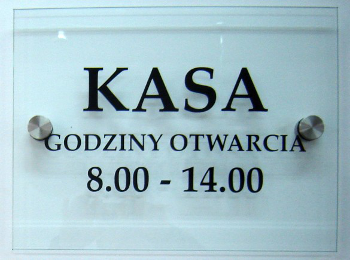 KASA
GODZINY OTWARCIA
8.00 - 14.00